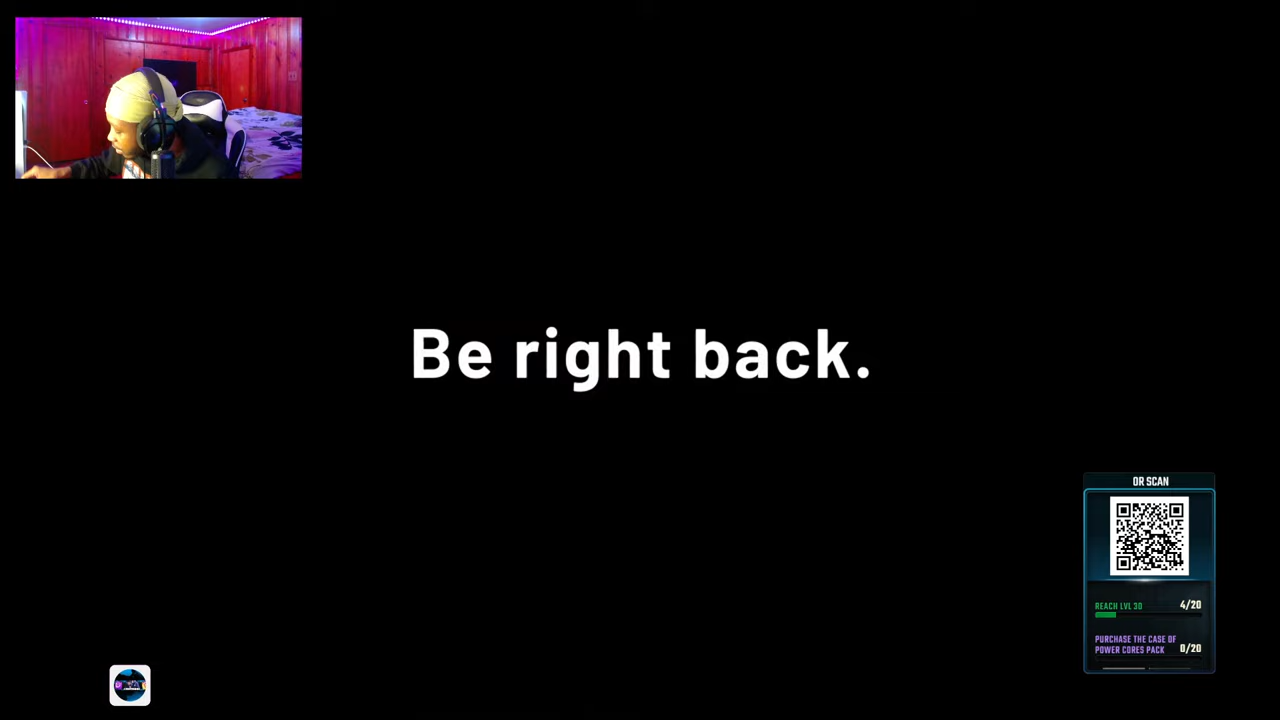 Be right back.
OR SCAN
REACH LVL 30 4/20
PURCHASE THE CASE OF
POWER CORES PACK 0/20